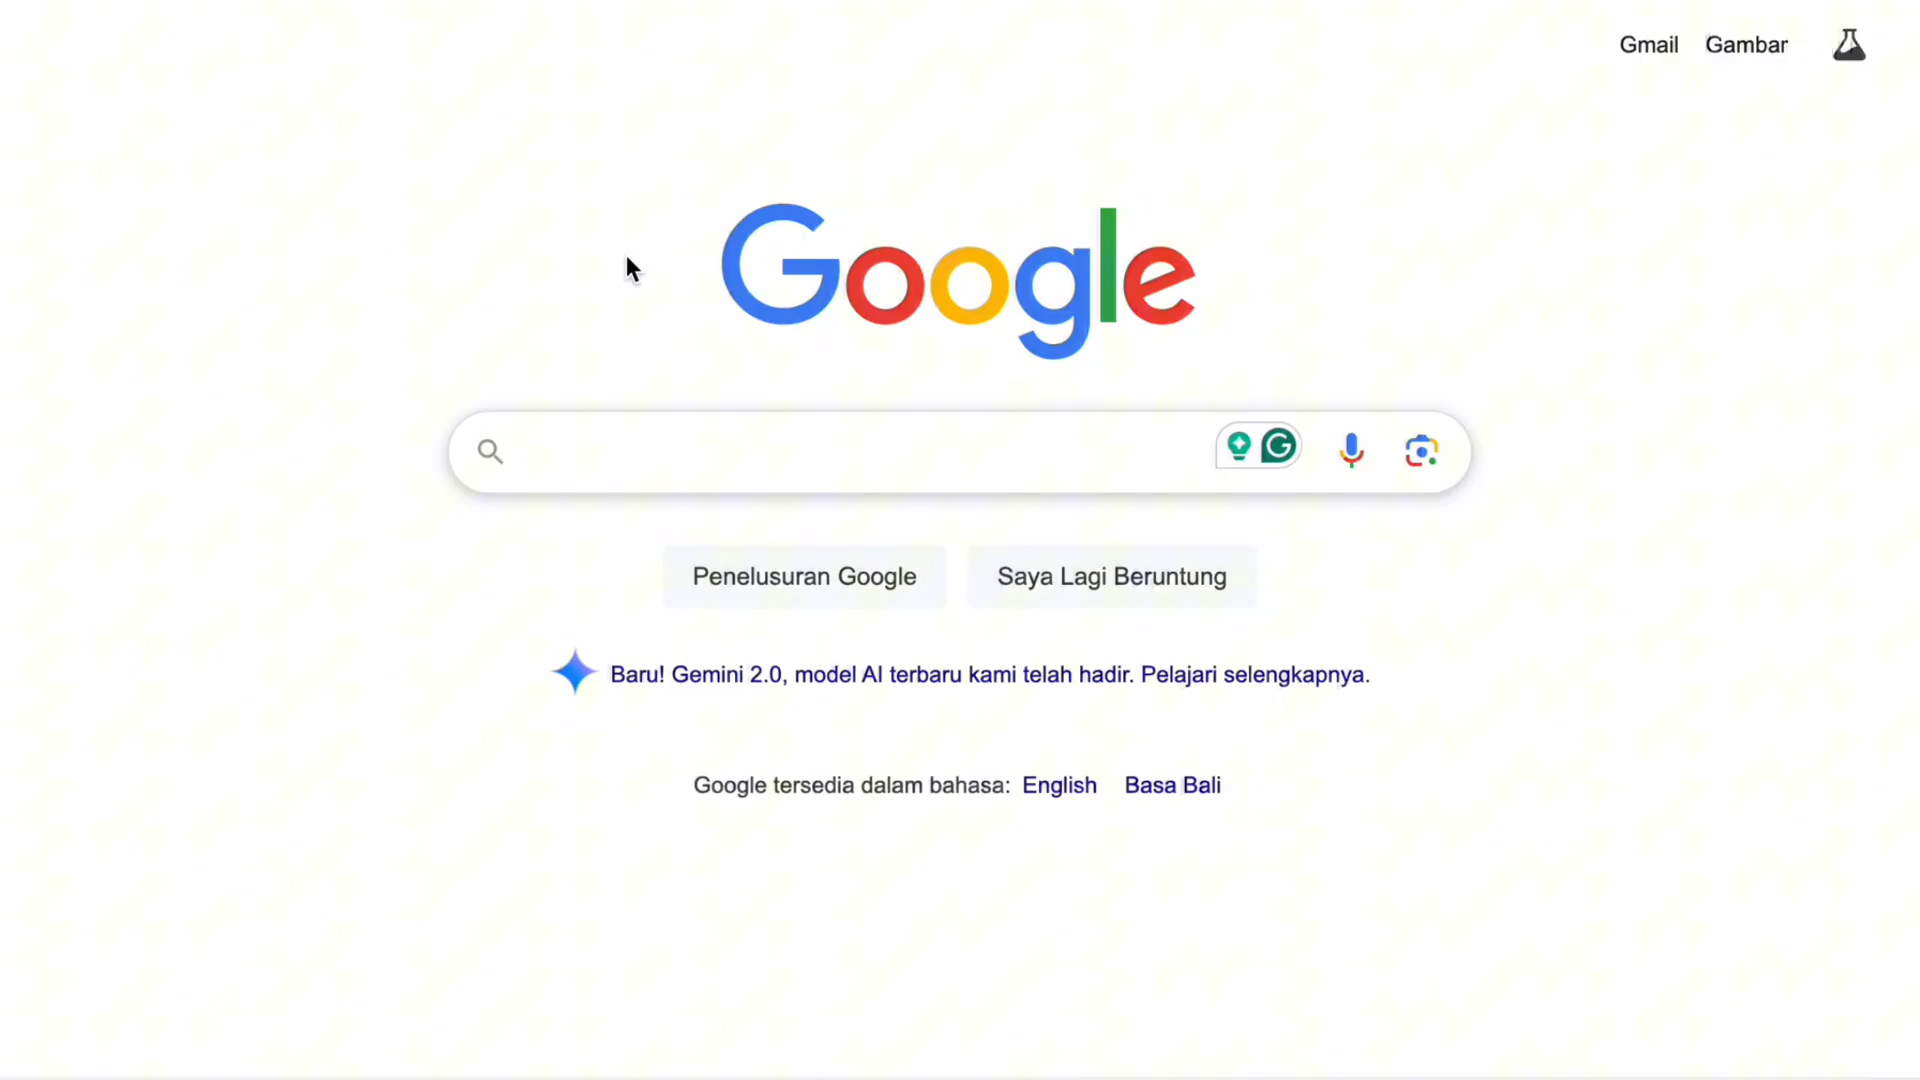 Gmail Gambar
Google
Penelusuran Google Saya Lagi Beruntung
Baru! Gemini 2.0, model AI terbaru kami telah hadir. Pelajari selengkapnya.
Google tersedia dalam bahasa: English Basa Bali